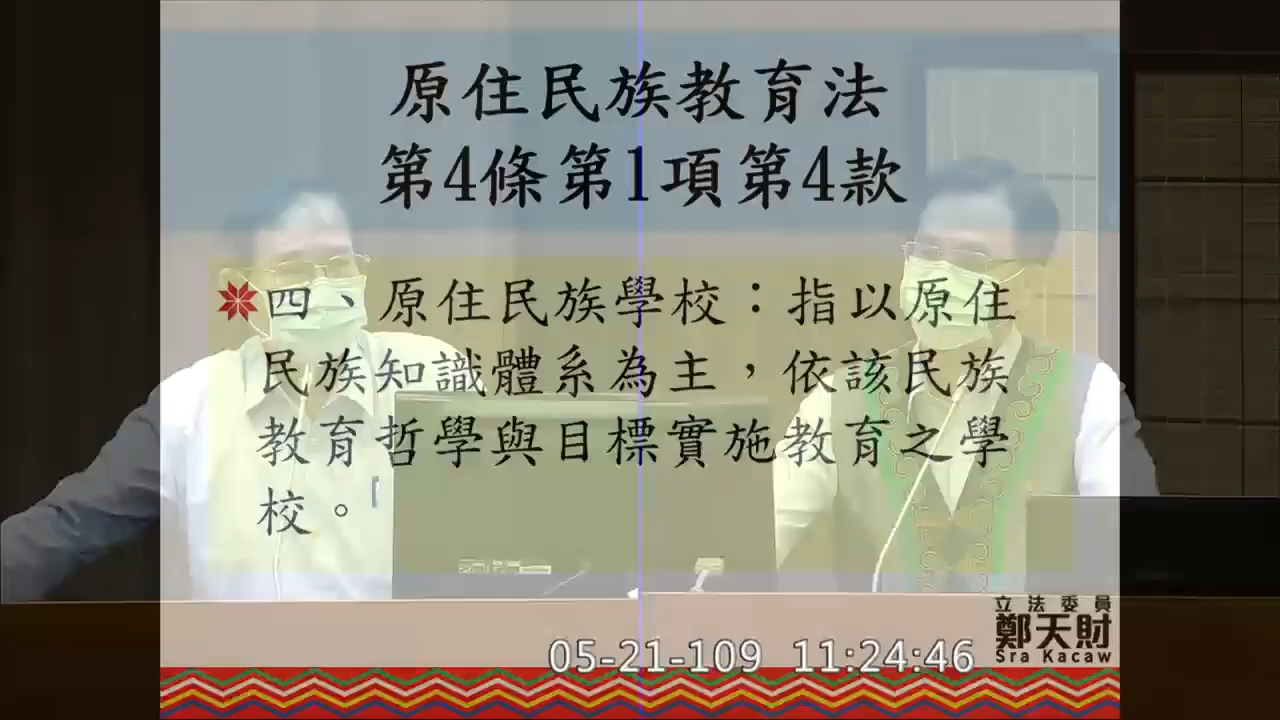 原住民族教育法
第4條第1項第4款
四、原住民族學校：指以原住
民族知識體系為主，依該民族
教育哲學與目標實施教育之學
校。
立法委員
鄭天財
Sra Kacaw
05-21-109 11:24:46